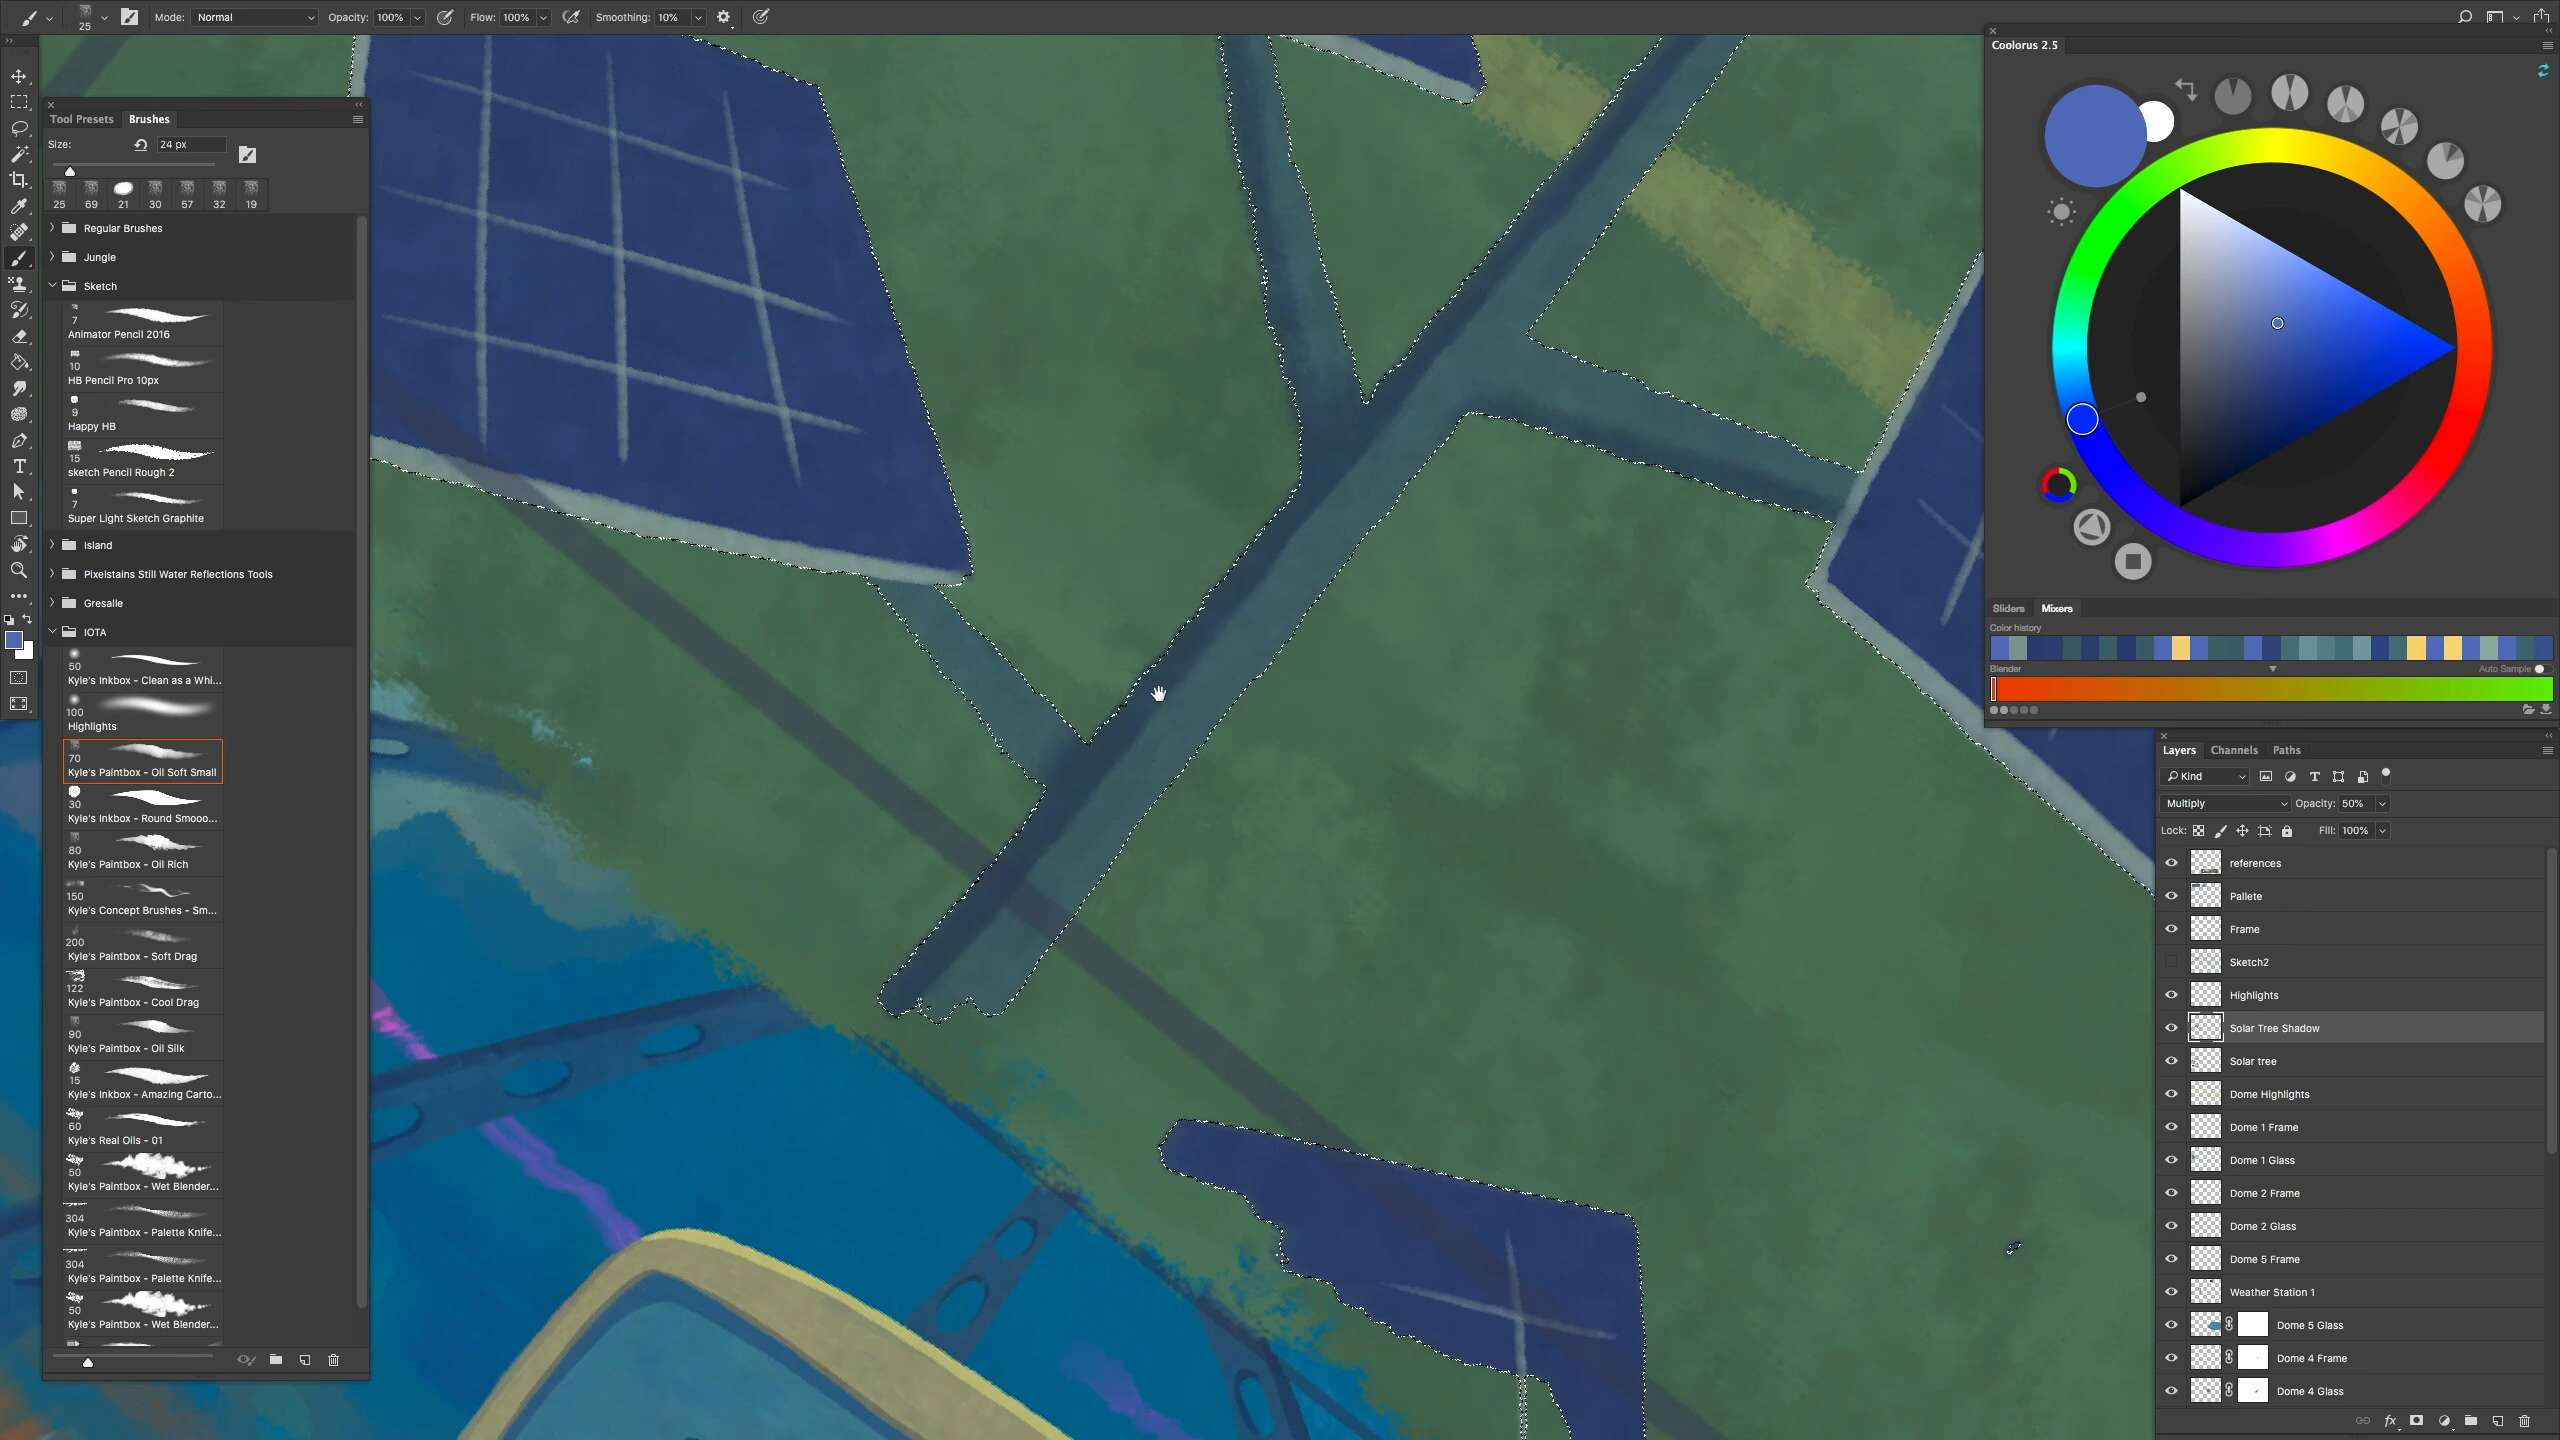 25
Mode: Normal
Opacity: 100%
Flow: 100%
Smoothing: 10%
Tool Presets
Brushes
Size:
24 px
25 69 21 30 57 32 19
Regular Brushes
Jungle
Sketch
7
Animator Pencil 2016
10
HB Pencil Pro 10px
9
Happy HB
15
sketch Pencil Rough 2
7
Super Light Sketch Graphite
Island
Pixelstains Still Water Reflections Tools
Gresalle
IOTA
50
Kyle's Inkbox - Clean as a Whi...
100
Highlights
70
Kyle's Paintbox - Oil Soft Small
30
Kyle's Inkbox - Round Smooo...
80
Kyle's Paintbox - Oil Rich
150
Kyle's Concept Brushes - Sm...
200
Kyle's Paintbox - Soft Drag
122
Kyle's Paintbox - Cool Drag
90
Kyle's Paintbox - Oil Silk
15
Kyle's Inkbox - Amazing Carto...
60
Kyle's Real Oils - 01
50
Kyle's Paintbox - Wet Blender...
304
Kyle's Paintbox - Palette Knife...
304
Kyle's Paintbox - Palette Knife...
50
Kyle's Paintbox - Wet Blender...
Coolorus 2.5
Sliders
Mixers
Color history
Blender
Auto Sample
Layers
Channels
Paths
Kind
Multiply
Opacity: 50%
Lock:
Fill: 100%
references
Pallete
Frame
Sketch2
Highlights
Solar Tree Shadow
Solar tree
Dome Highlights
Dome 1 Frame
Dome 1 Glass
Dome 2 Frame
Dome 2 Glass
Dome 5 Frame
Weather Station 1
Dome 5 Glass
Dome 4 Frame
Dome 4 Glass
fx